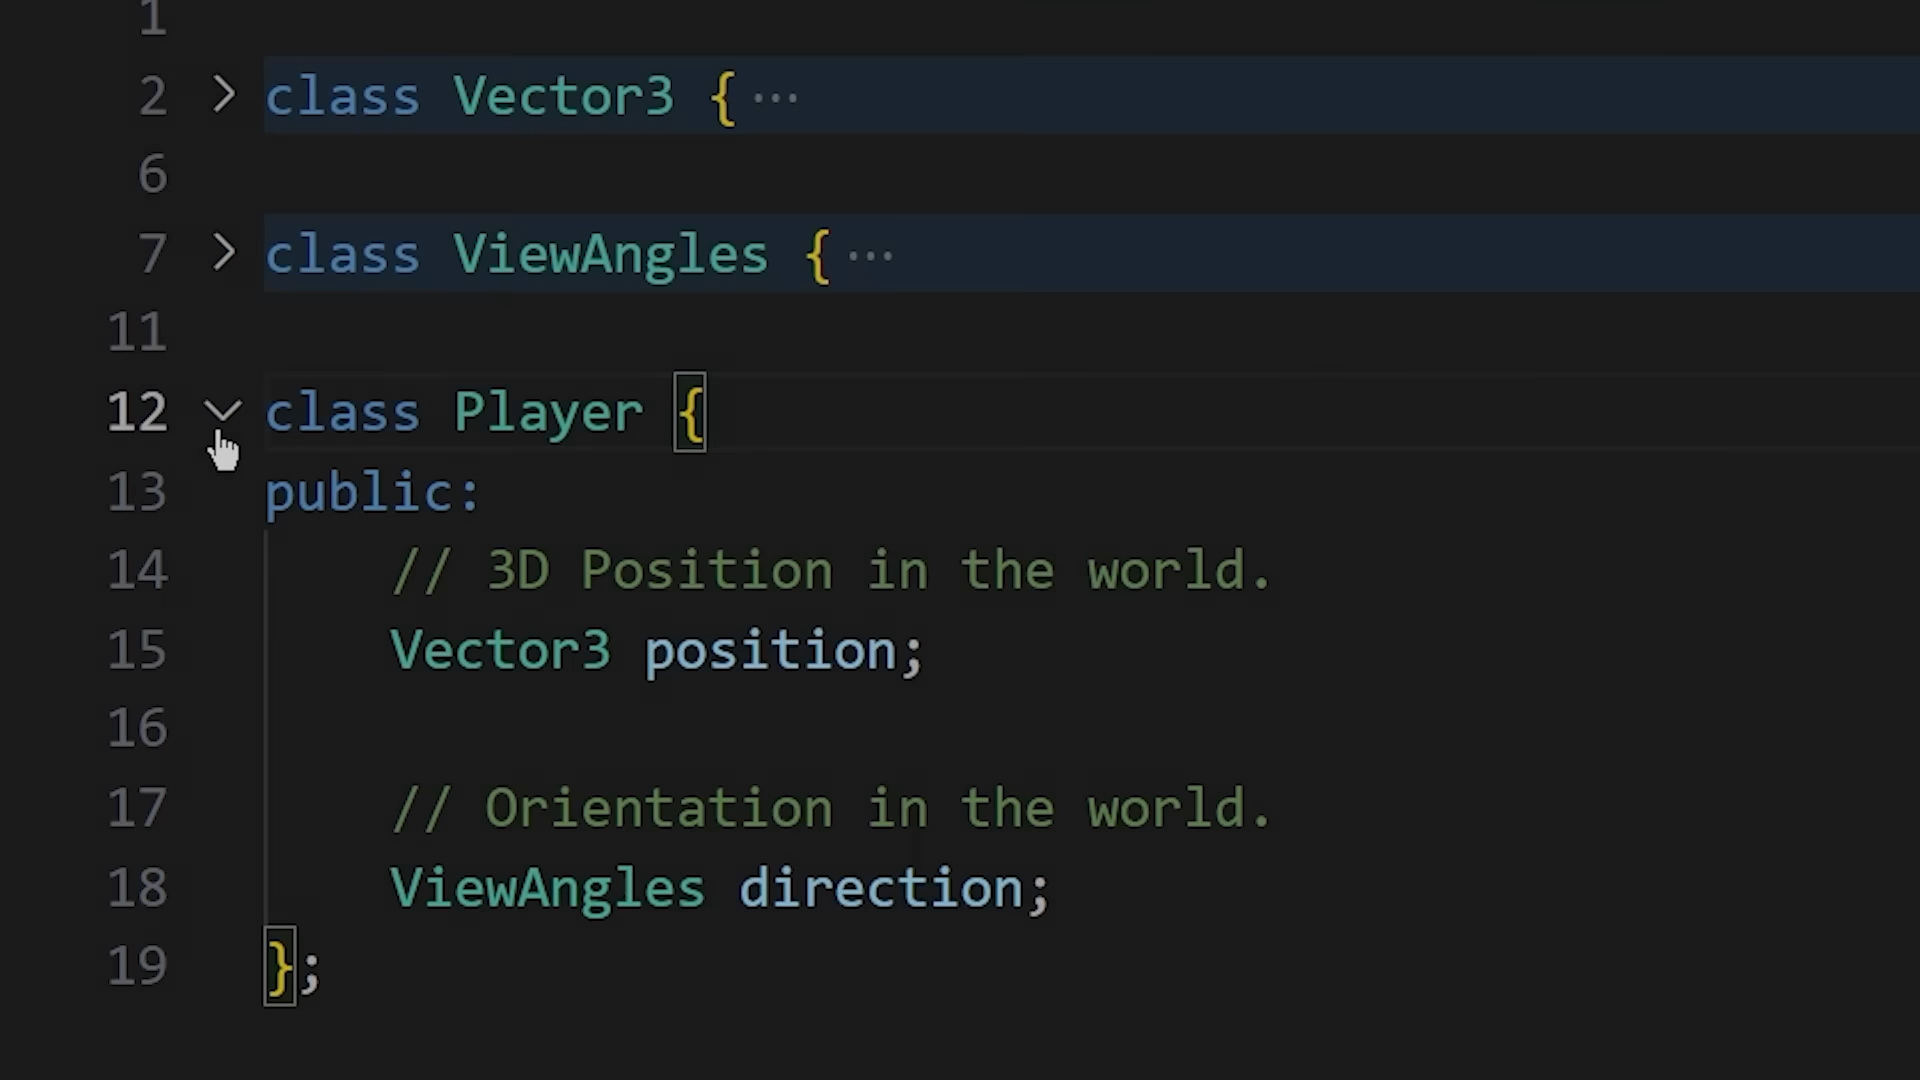 1
2 > class Vector3 { ···
6
7 > class ViewAngles { ···
11
12 class Player {
13 public:
14 // 3D Position in the world.
15 Vector3 position;
16
17 // Orientation in the world.
18 ViewAngles direction;
19 };